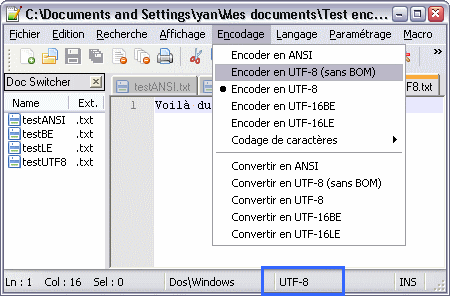 C:\Documents and Settings\yan\Mes documents\Test enc...
Fichier Edition Recherche Affichage Encodage Langage Paramétrage Macro
Doc Switcher
Name Ext.
testANSI .txt
testBE .txt
testLE .txt
testUTF8 .txt
testANSI.txt
F8.txt
1 Voilà du
Encoder en ANSI
Encoder en UTF-8 (sans BOM)
Encoder en UTF-8
Encoder en UTF-16BE
Encoder en UTF-16LE
Codage de caractères
Convertir en ANSI
Convertir en UTF-8 (sans BOM)
Convertir en UTF-8
Convertir en UTF-16BE
Convertir en UTF-16LE
Ln : 1 Col : 16 Sel : 0 Dos\Windows UTF-8 INS